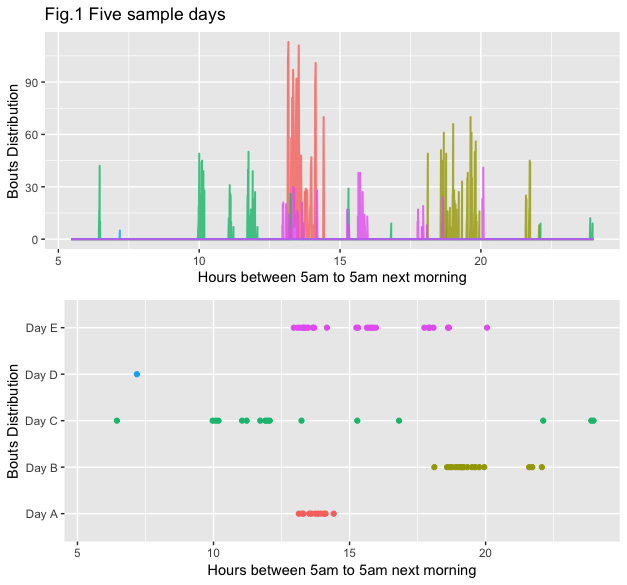 Fig.1 Five sample days
Bouts Distribution
90
60
30
0
5 10 15 20
Hours between 5am to 5am next morning
Bouts Distribution
Day E
Day D
Day C
Day B
Day A
5 10 15 20
Hours between 5am to 5am next morning